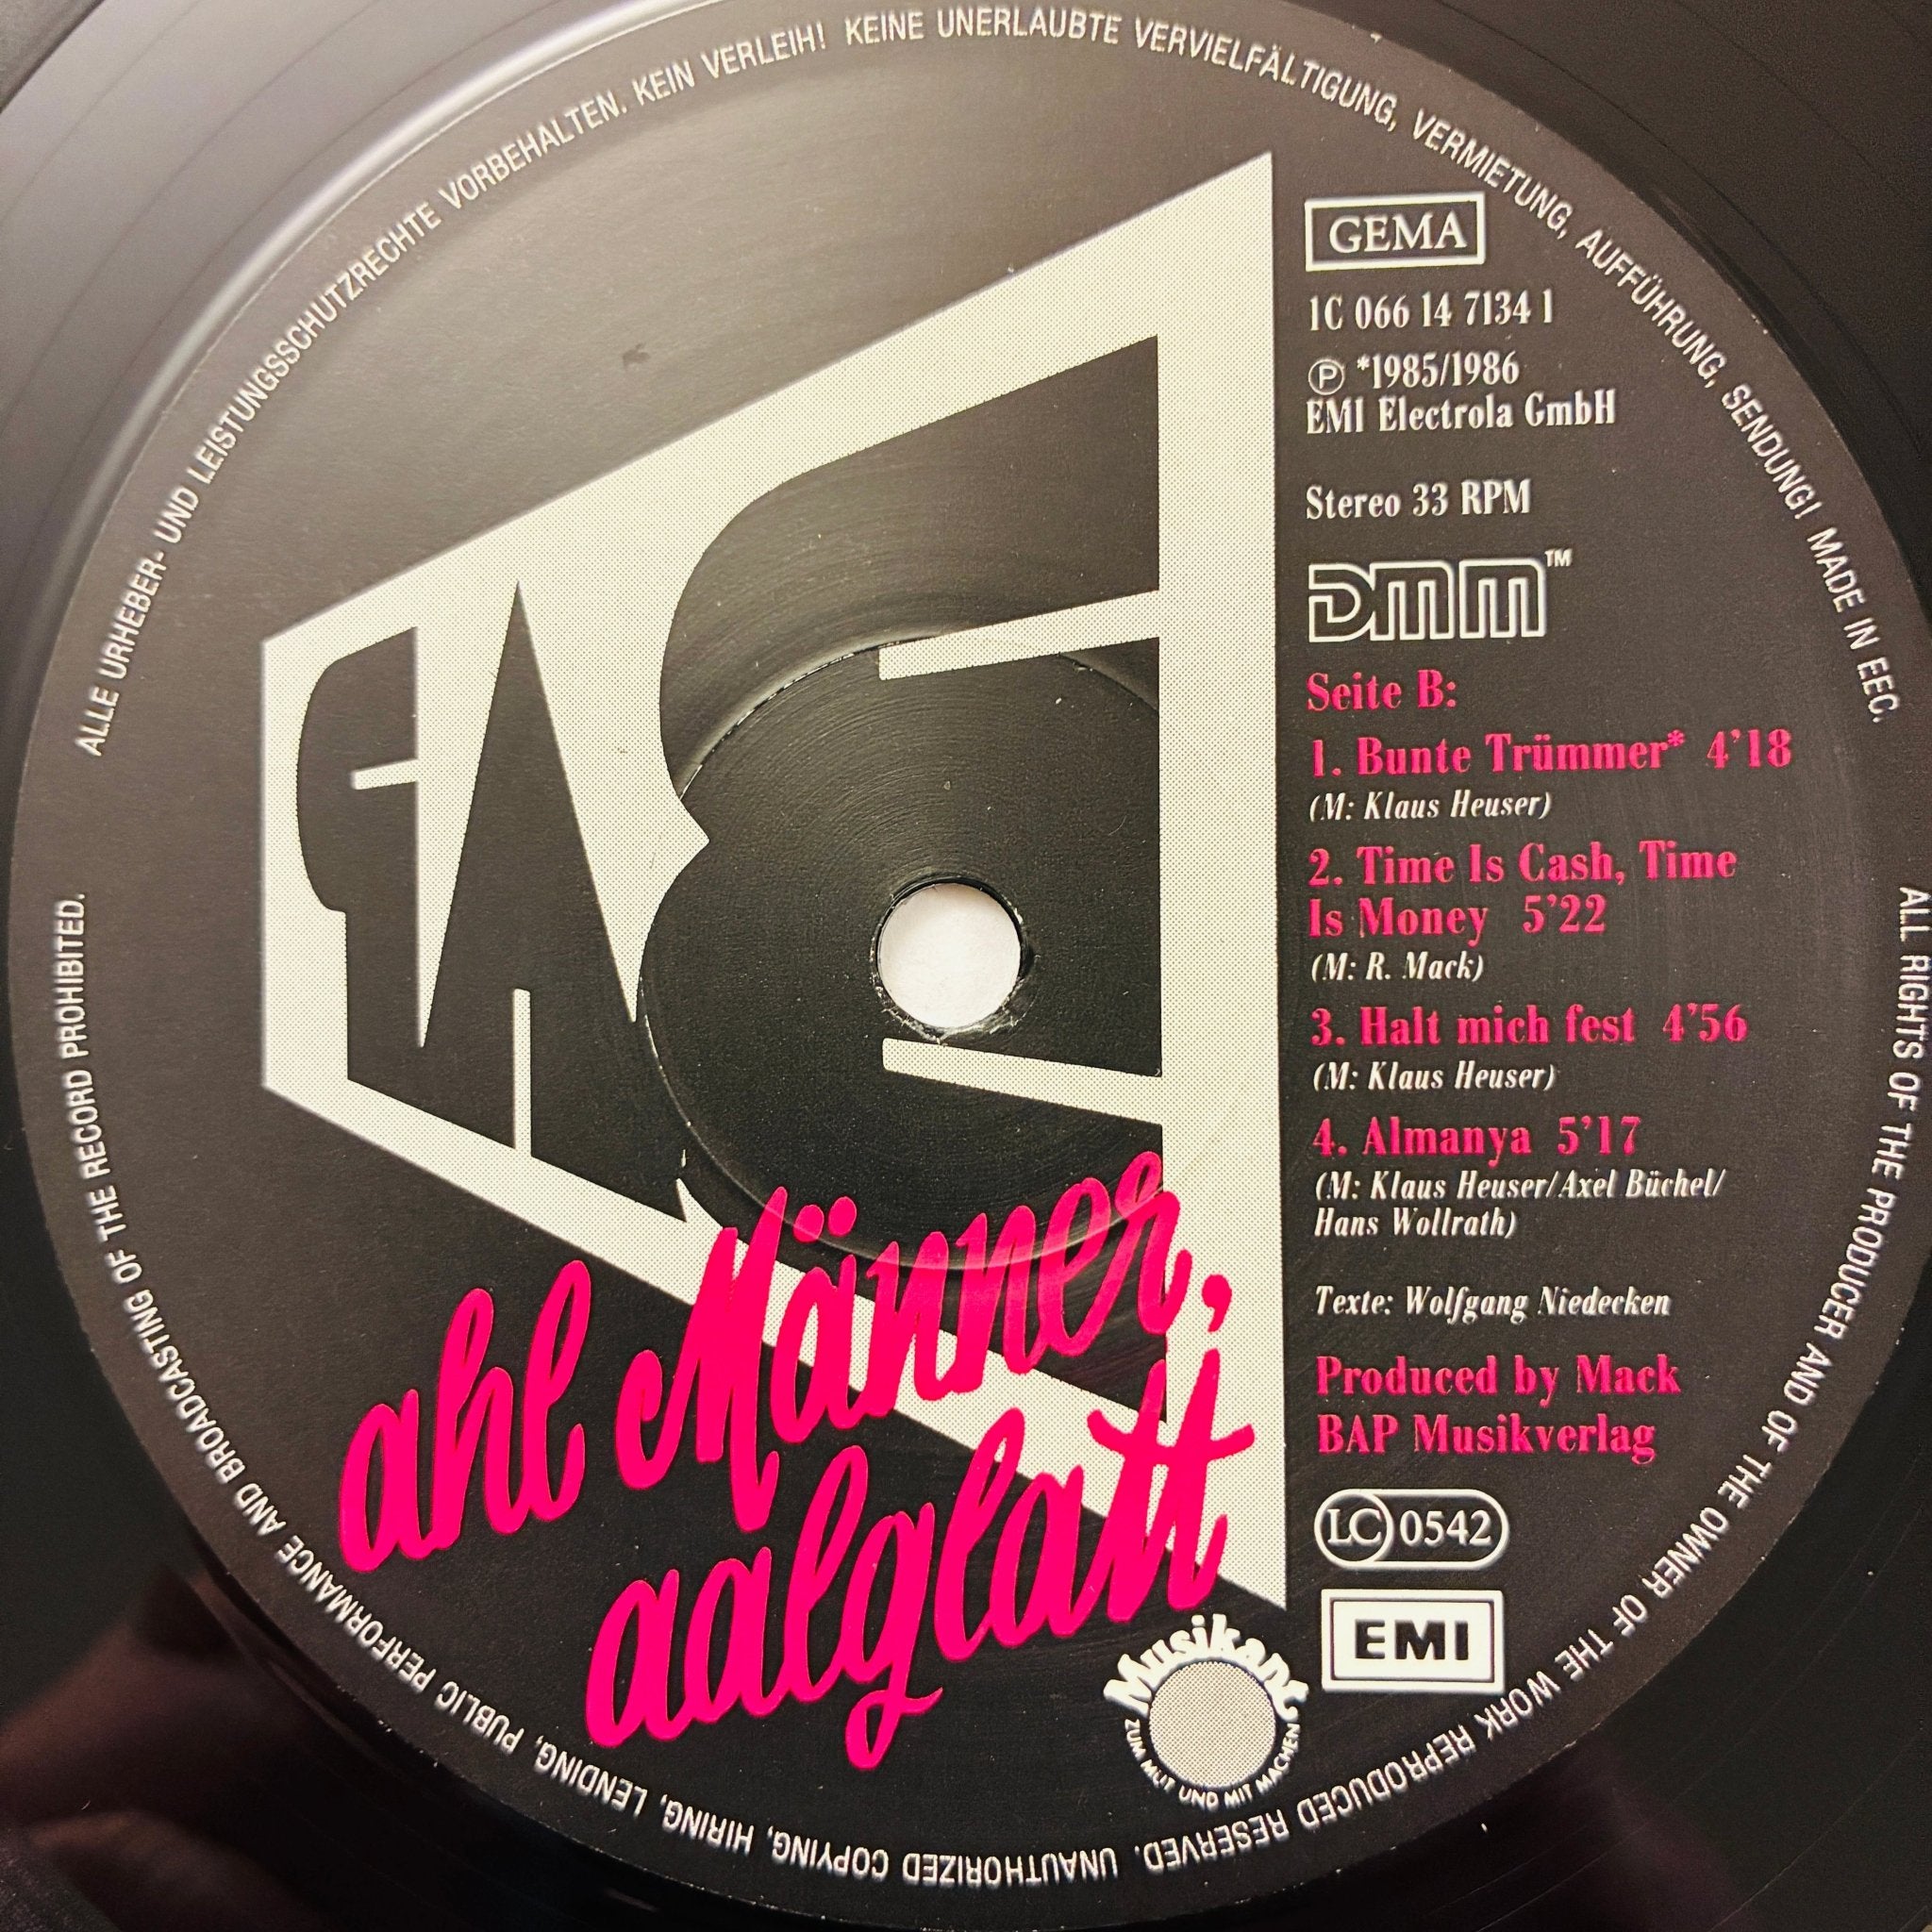 ALLE URHEBER- UND LEISTUNGSSCHUTZRECHTE VORBEHALTEN. KEIN VERLEIH! KEINE UNERLAUBTE VERVIELFÄLTIGUNG, VERMIETUNG, AUFFÜHRUNG, SENDUNG! MADE IN EEC.
BAP
ahl Männer,
aalglatt
GEMA
1C 066 14 7134 1
Ⓟ *1985/1986
EMI Electrola GmbH
Stereo 33 RPM
DMM™
Seite B:
1. Bunte Trümmer* 4’18
(M: Klaus Heuser)
2. Time Is Cash, Time
Is Money 5’22
(M: R. Mack)
3. Halt mich fest 4’56
(M: Klaus Heuser)
4. Almanya 5’17
(M: Klaus Heuser/Axel Büchel/
Hans Wollrath)
Texte: Wolfgang Niedecken
Produced by Mack
BAP Musikverlag
LC 0542
EMI
Musikant
ZUM MUT UND MIT MACHEN
ALL RIGHTS OF THE PRODUCER AND OF THE OWNER OF THE WORK REPRODUCED RESERVED. UNAUTHORIZED COPYING, HIRING, LENDING, PUBLIC PERFORMANCE AND BROADCASTING OF THE RECORD PROHIBITED.